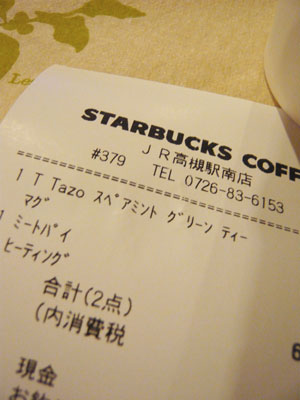 STARBUCKS COFF
JR高槻駅南店
#379 TEL 0726-83-6153
1 T Tazo スペアミント グリーン ティー
マグ
1 ミートパイ
ヒーティング
合計(2点)
(内消費税
6
現金